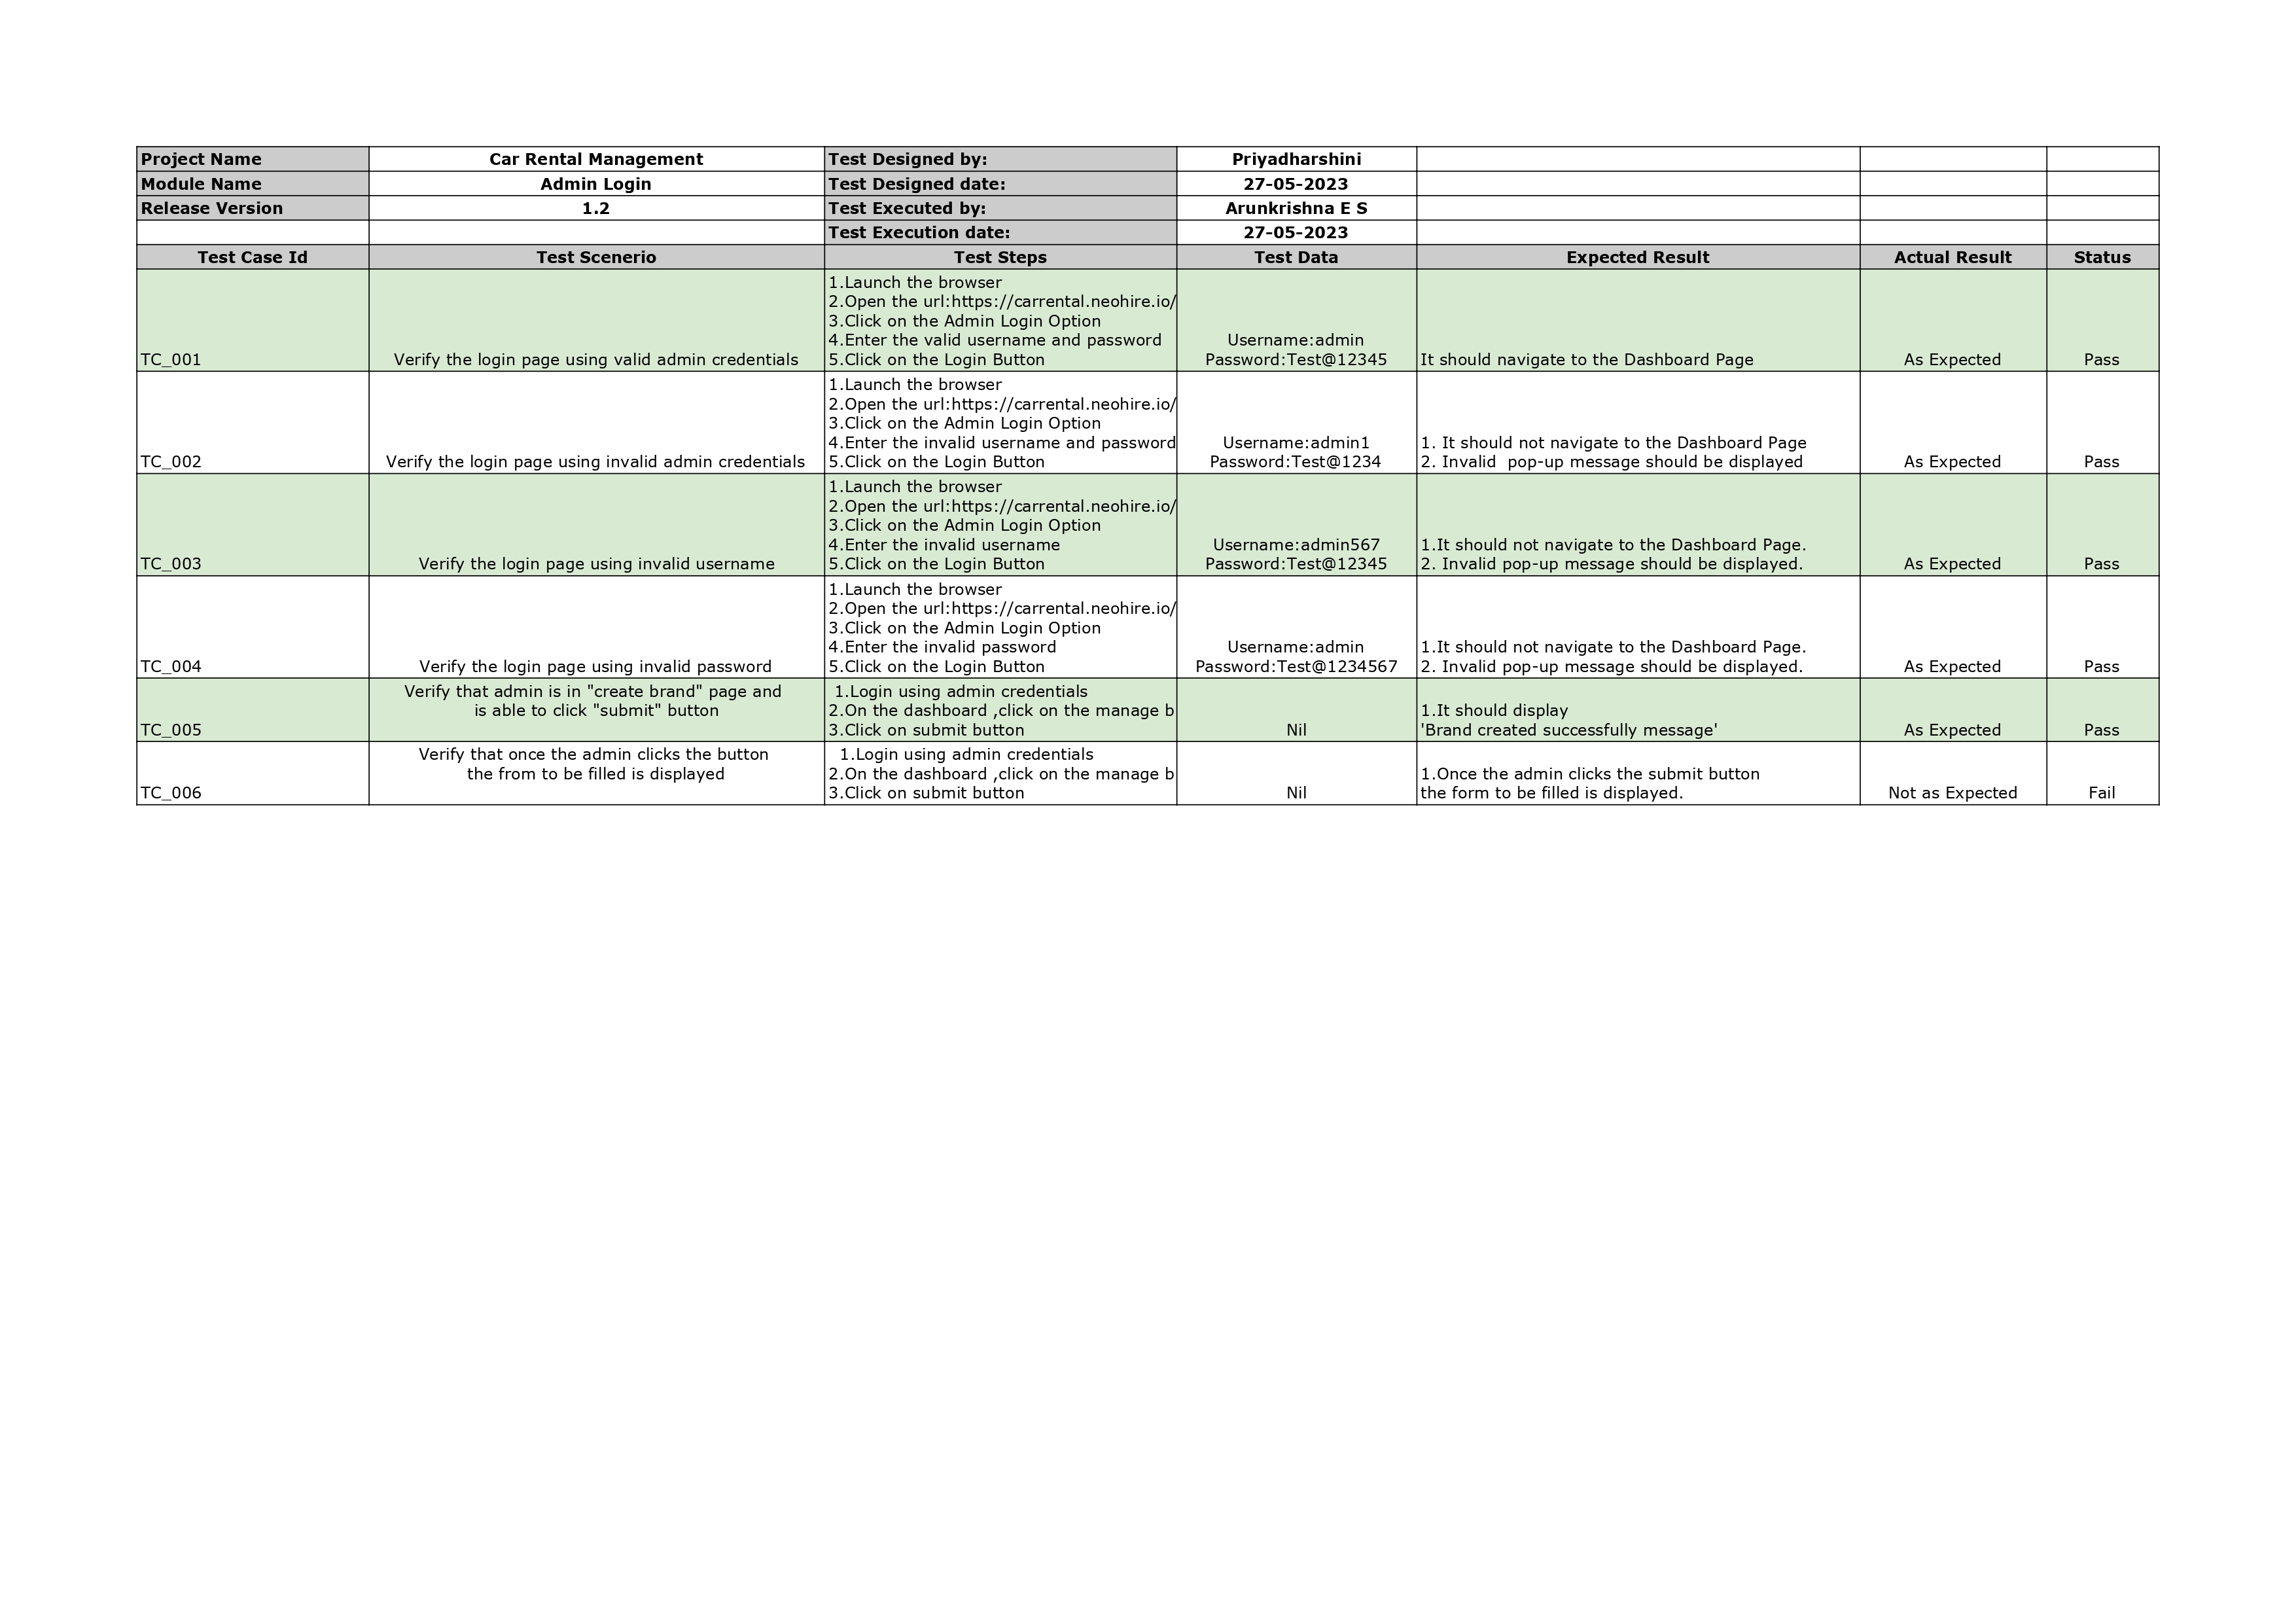 Project Name Car Rental Management Test Designed by: Priyadharshini
Module Name Admin Login Test Designed date: 27-05-2023
Release Version 1.2 Test Executed by: Arunkrishna E S
Test Execution date: 27-05-2023
Test Case Id Test Scenerio Test Steps Test Data Expected Result Actual Result Status
1.Launch the browser
2.Open the url:https://carrental.neohire.io/
3.Click on the Admin Login Option
4.Enter the valid username and password Username:admin
TC_001 Verify the login page using valid admin credentials 5.Click on the Login Button Password:Test@12345 It should navigate to the Dashboard Page As Expected Pass
1.Launch the browser
2.Open the url:https://carrental.neohire.io/
3.Click on the Admin Login Option
4.Enter the invalid username and password Username:admin1 1. It should not navigate to the Dashboard Page
TC_002 Verify the login page using invalid admin credentials 5.Click on the Login Button Password:Test@1234 2. Invalid  pop-up message should be displayed As Expected Pass
1.Launch the browser
2.Open the url:https://carrental.neohire.io/
3.Click on the Admin Login Option
4.Enter the invalid username Username:admin567 1.It should not navigate to the Dashboard Page.
TC_003 Verify the login page using invalid username 5.Click on the Login Button Password:Test@12345 2. Invalid pop-up message should be displayed. As Expected Pass
1.Launch the browser
2.Open the url:https://carrental.neohire.io/
3.Click on the Admin Login Option
4.Enter the invalid password Username:admin 1.It should not navigate to the Dashboard Page.
TC_004 Verify the login page using invalid password 5.Click on the Login Button Password:Test@1234567 2. Invalid pop-up message should be displayed. As Expected Pass
Verify that admin is in "create brand" page and 1.Login using admin credentials
is able to click "submit" button 2.On the dashboard ,click on the manage b 1.It should display
TC_005 3.Click on submit button Nil 'Brand created successfully message' As Expected Pass
Verify that once the admin clicks the button 1.Login using admin credentials
the from to be filled is displayed 2.On the dashboard ,click on the manage b 1.Once the admin clicks the submit button
TC_006 3.Click on submit button Nil the form to be filled is displayed. Not as Expected Fail